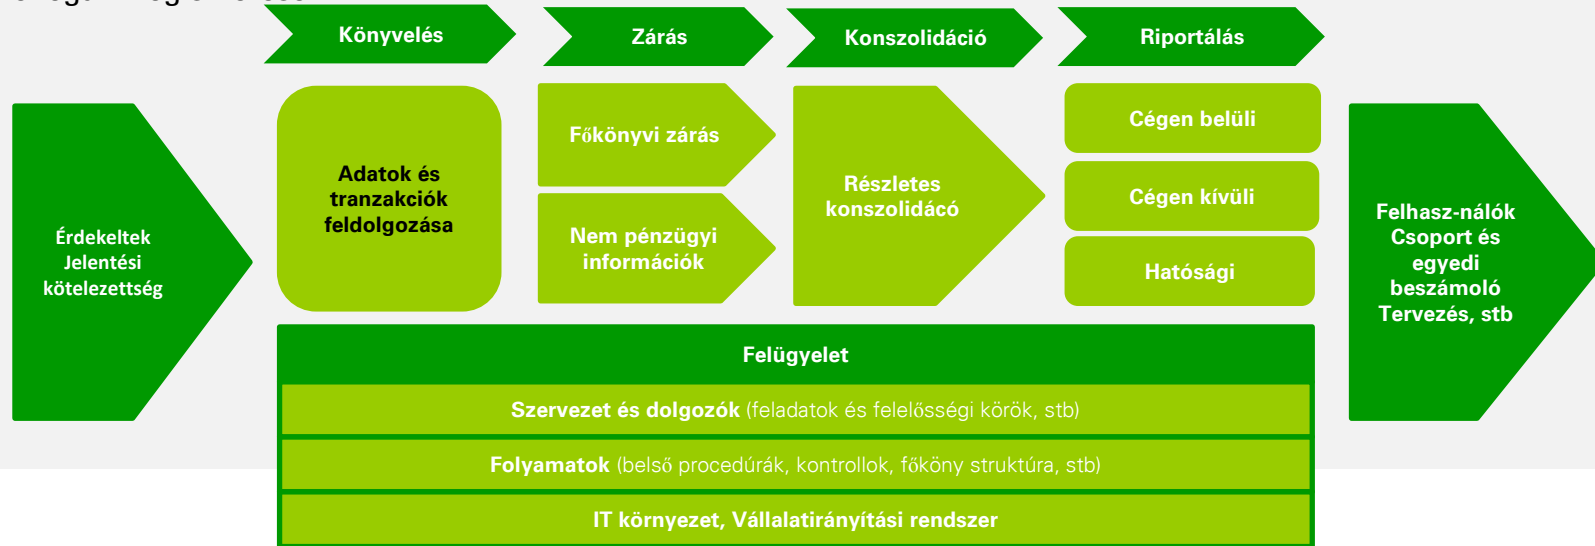 Könyvelés
Zárás
Konszolidáció
Riportálás
Érdekeltek
Jelentési
kötelezettség
Adatok és
tranzakciók
feldolgozása
Főkönyvi zárás
Nem pénzügyi
információk
Részletes
konszolidácó
Cégen belüli
Cégen kívüli
Hatósági
Felhasz-nálók
Csoport és
egyedi
beszámoló
Tervezés, stb
Felügyelet
Szervezet és dolgozók (feladatok és felelősségi körök, stb)
Folyamatok (belső procedúrák, kontrollok, főköny struktúra, stb)
IT környezet, Vállalatirányítási rendszer